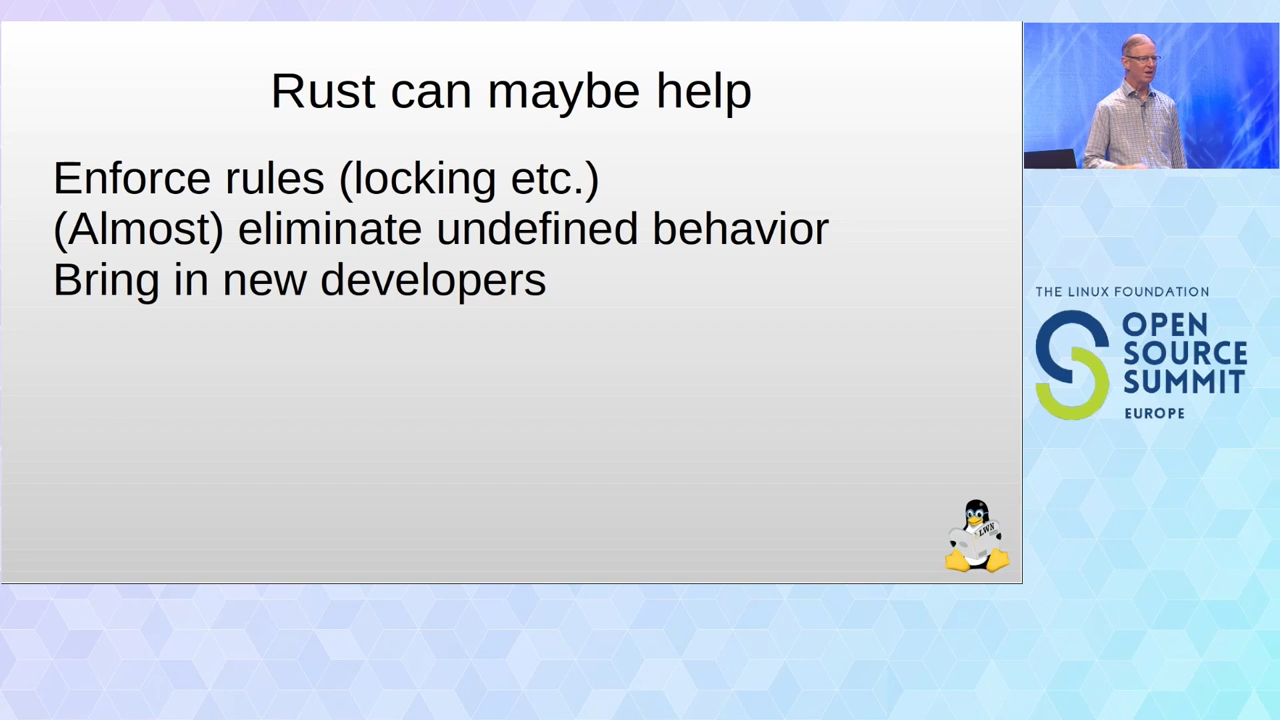 Rust can maybe help
Enforce rules (locking etc.)
(Almost) eliminate undefined behavior
Bring in new developers
LWN
THE LINUX FOUNDATION
OPEN
SOURCE
SUMMIT
EUROPE